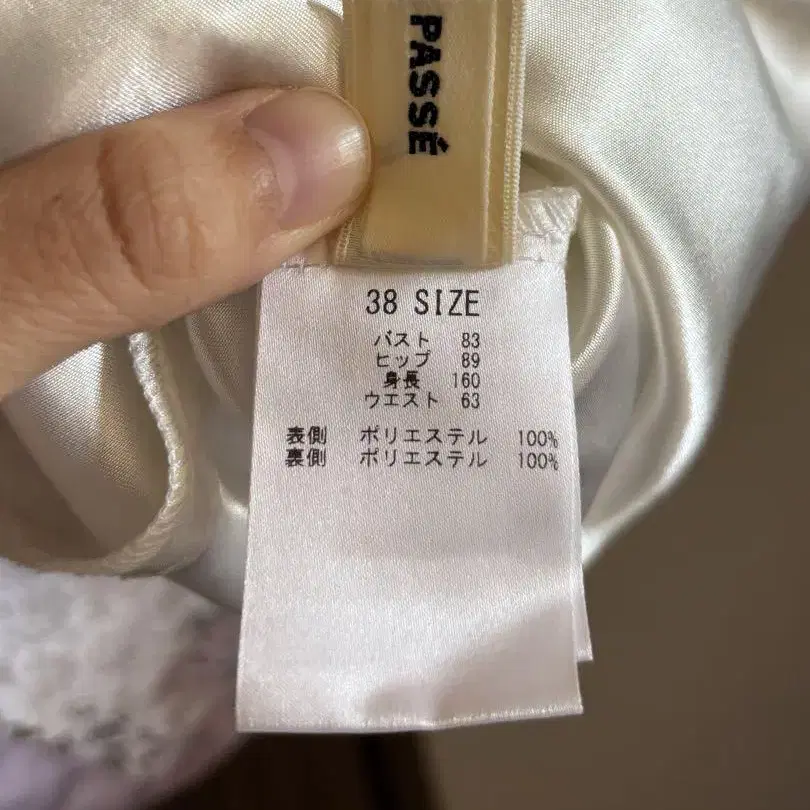 PASSÉ
38 SIZE
バスト 83
ヒップ 89
身長 160
ウエスト 63
表側 ポリエステル 100%
裏側 ポリエステル 100%